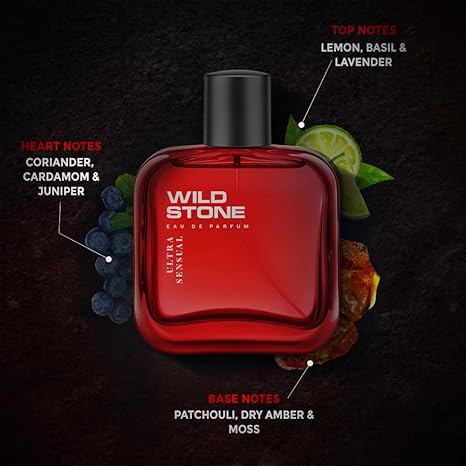 TOP NOTES
LEMON, BASIL &
LAVENDER
HEART NOTES
CORIANDER,
CARDAMOM &
JUNIPER
WILD
STONE
EAU DE PARFUM
ULTRA
SENSUAL
BASE NOTES
PATCHOULI, DRY AMBER &
MOSS